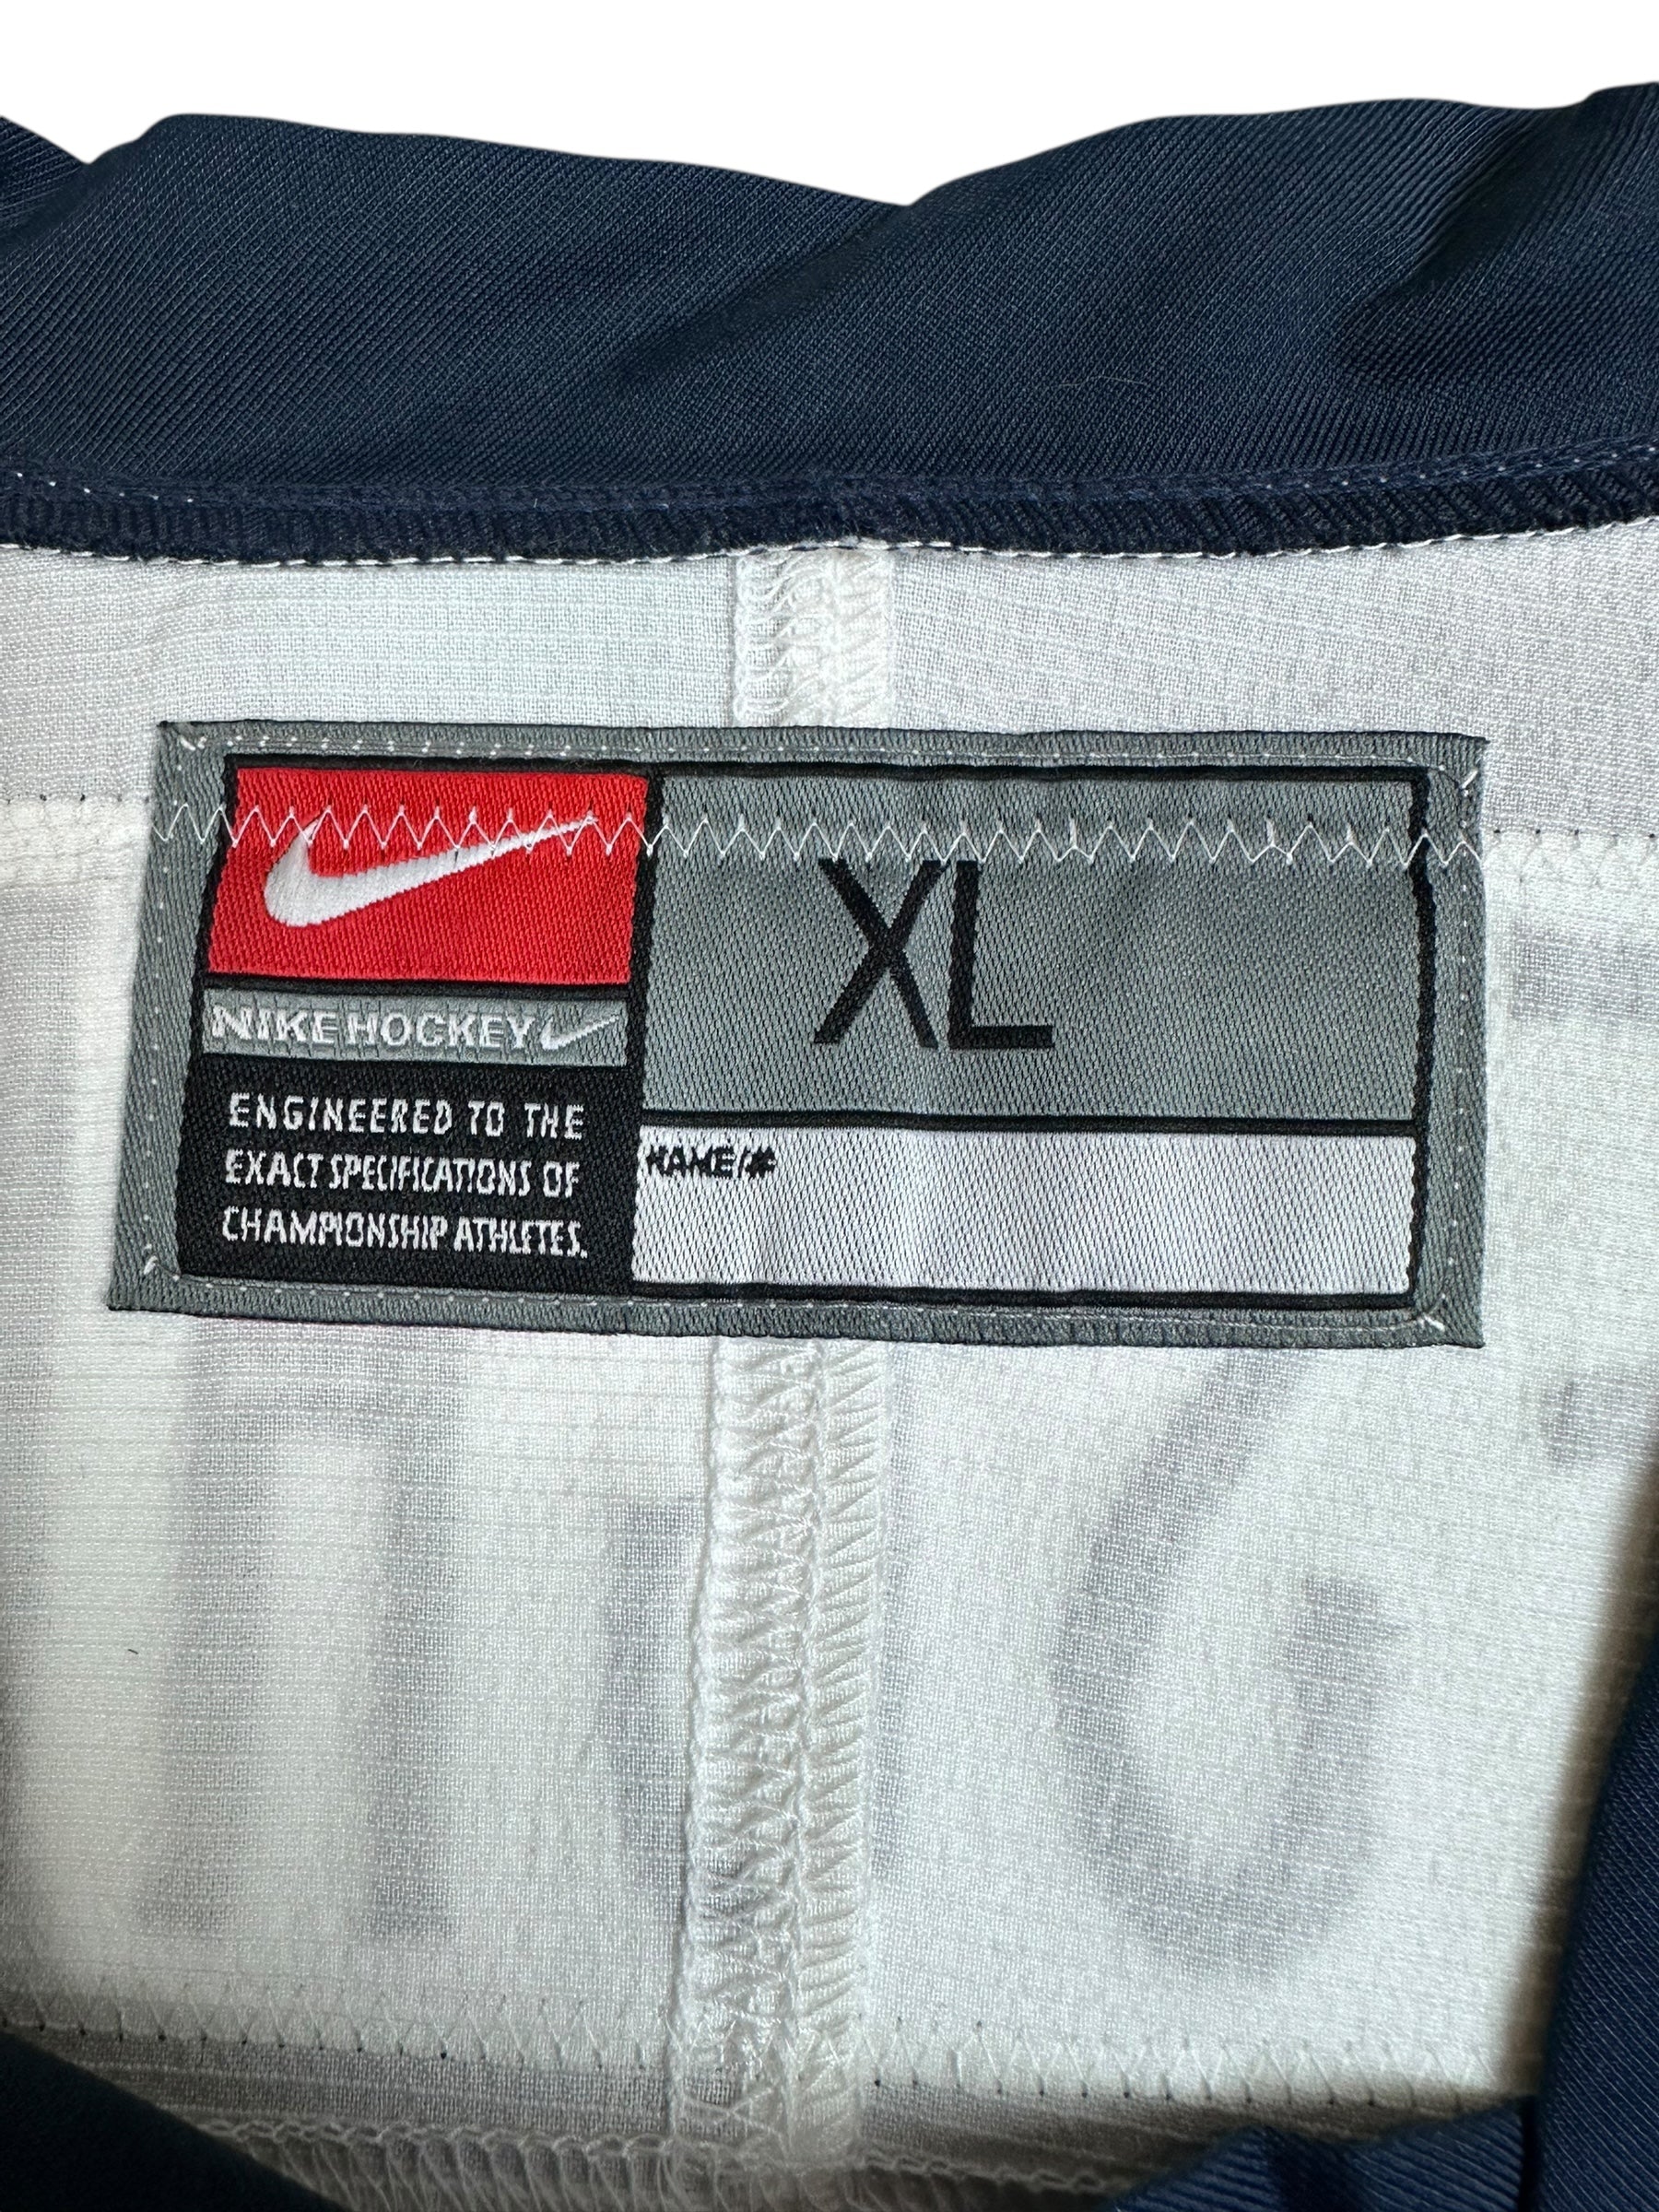 XL
NIKE HOCKEY
ENGINEERED TO THE
EXACT SPECIFICATIONS OF
CHAMPIONSHIP ATHLETES.
NAME/#